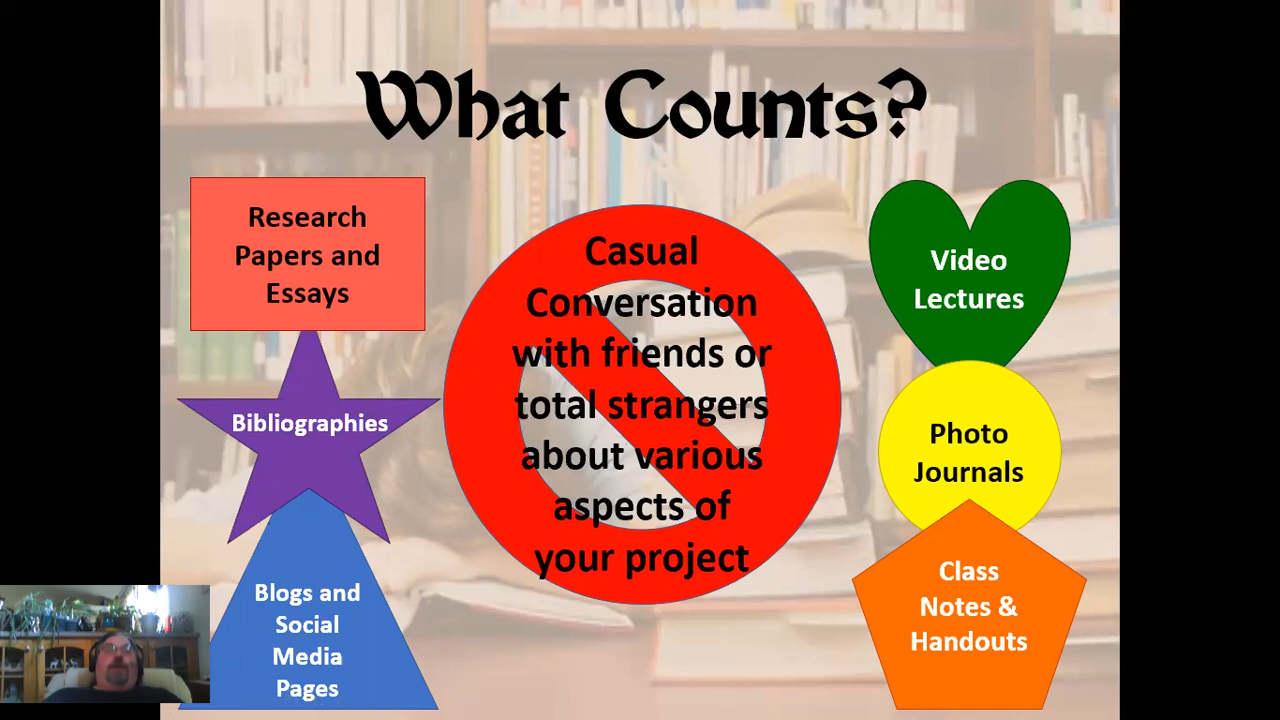 What Counts?
Research
Papers and
Essays
Bibliographies
Blogs and
Social
Media
Pages
Casual
Conversation
with friends or
total strangers
about various
aspects of
your project
Video
Lectures
Photo
Journals
Class
Notes &
Handouts